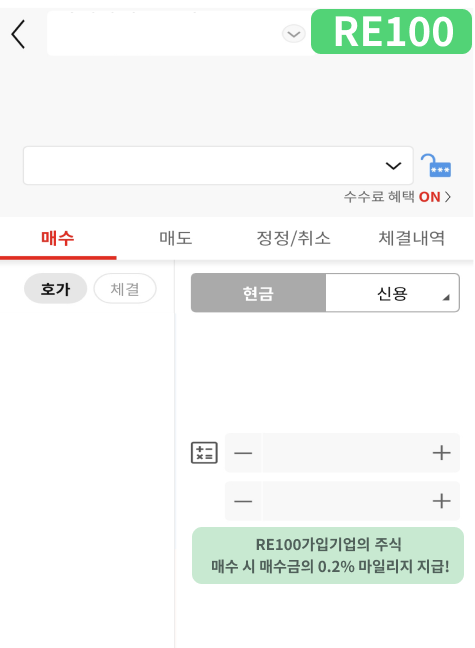 RE100
수수료 혜택 ON
매수 매도 정정/취소 체결내역
호가 체결 현금 신용
RE100가입기업의 주식
매수 시 매수금의 0.2% 마일리지 지급!